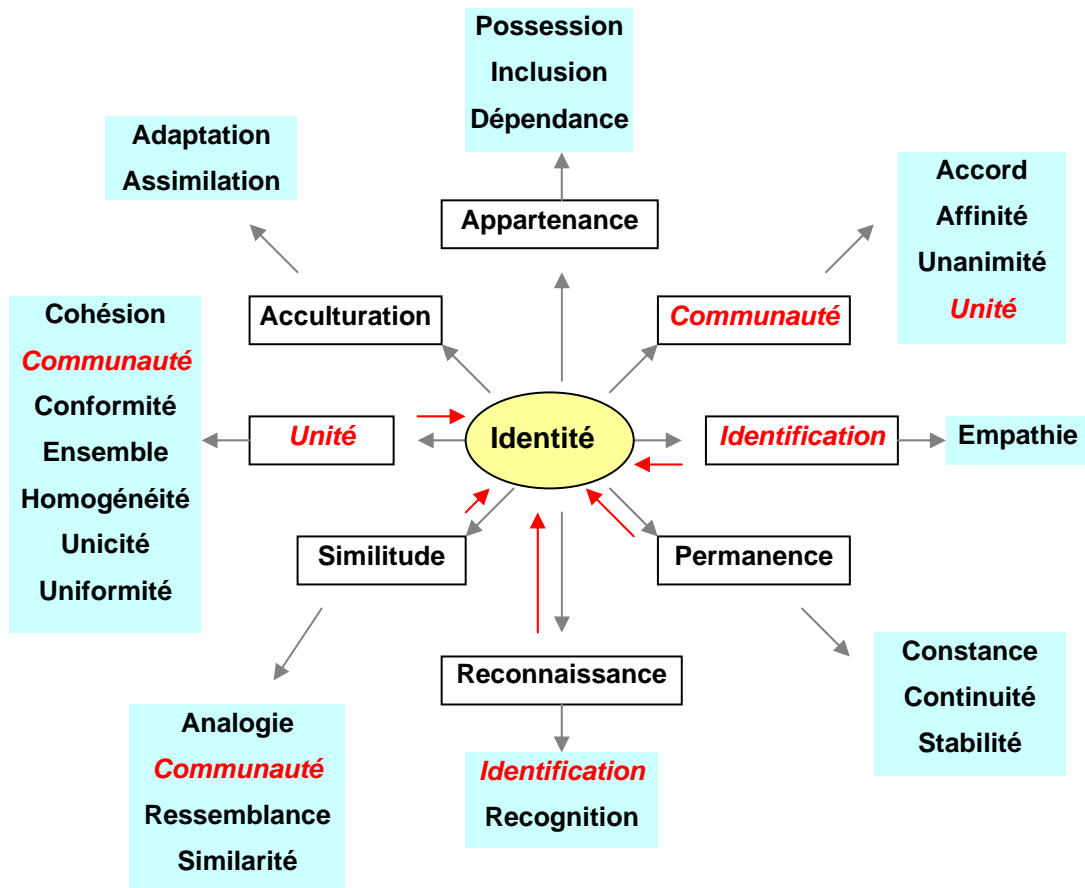 Possession
Inclusion
Dépendance
Adaptation
Assimilation
Accord
Affinité
Unanimité
Unité
Appartenance
Acculturation
Communauté
Cohésion
Communauté
Conformité
Ensemble
Homogénéité
Unicité
Uniformité
Unité
Identité
Identification
Empathie
Similitude
Permanence
Reconnaissance
Constance
Continuité
Stabilité
Analogie
Communauté
Ressemblance
Similarité
Identification
Recognition